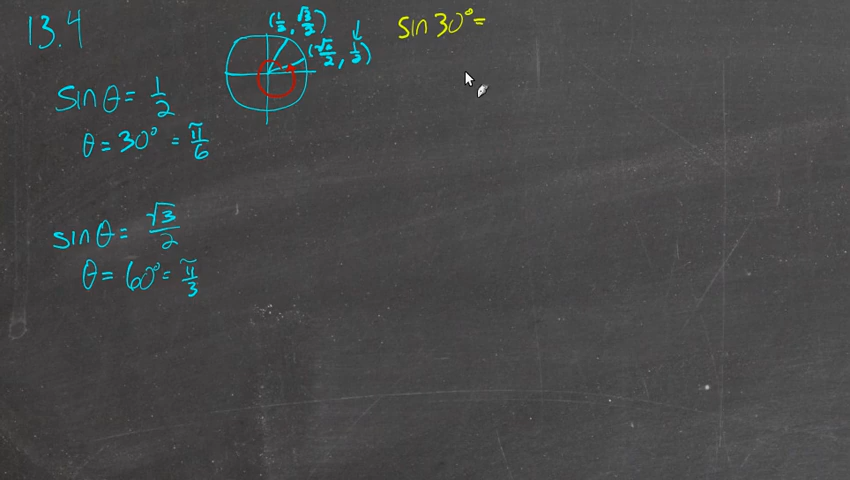 13.4
(1/2, √3/2)
(√3/2, 1/2)
sin 30° =
sin θ = 1/2
θ = 30° = π/6
sin θ = √3/2
θ = 60° = π/3